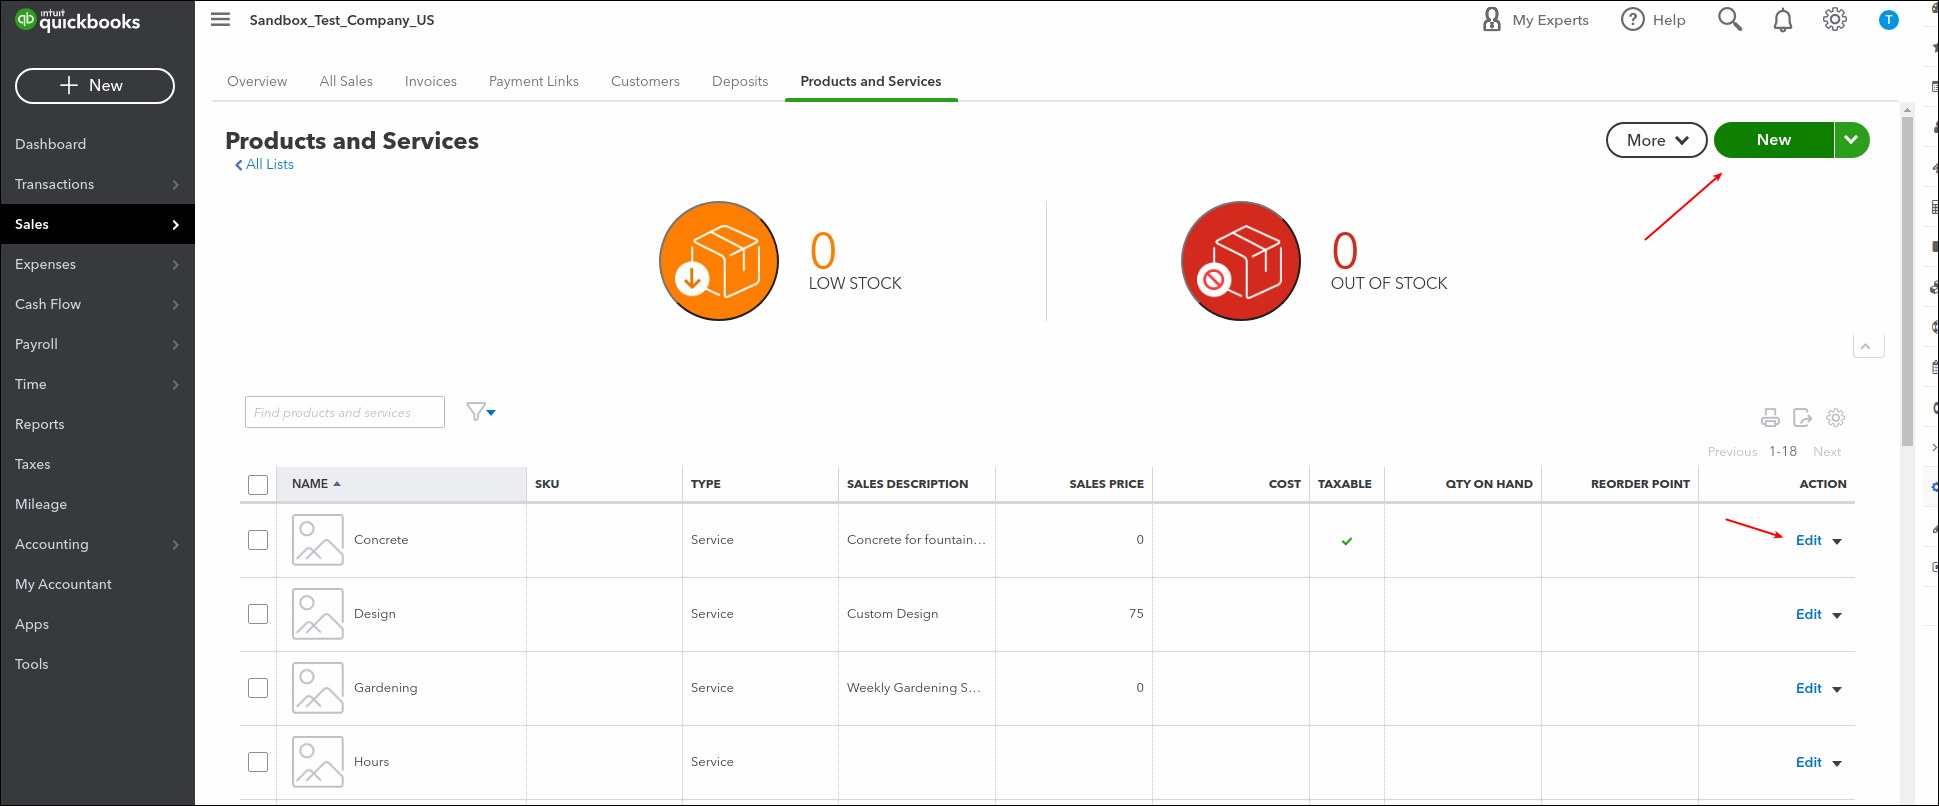 intuit
quickbooks
Sandbox_Test_Company_US
My Experts
Help
T
New
Dashboard
Transactions
Sales
Expenses
Cash Flow
Payroll
Time
Reports
Taxes
Mileage
Accounting
My Accountant
Apps
Tools
Overview
All Sales
Invoices
Payment Links
Customers
Deposits
Products and Services
Products and Services
All Lists
More
New
0
LOW STOCK
0
OUT OF STOCK
Find products and services
Previous 1-18 Next
NAME SKU TYPE SALES DESCRIPTION SALES PRICE COST TAXABLE QTY ON HAND REORDER POINT ACTION
Concrete Service Concrete for fountain... 0 Edit
Design Service Custom Design 75 Edit
Gardening Service Weekly Gardening S... 0 Edit
Hours Service Edit